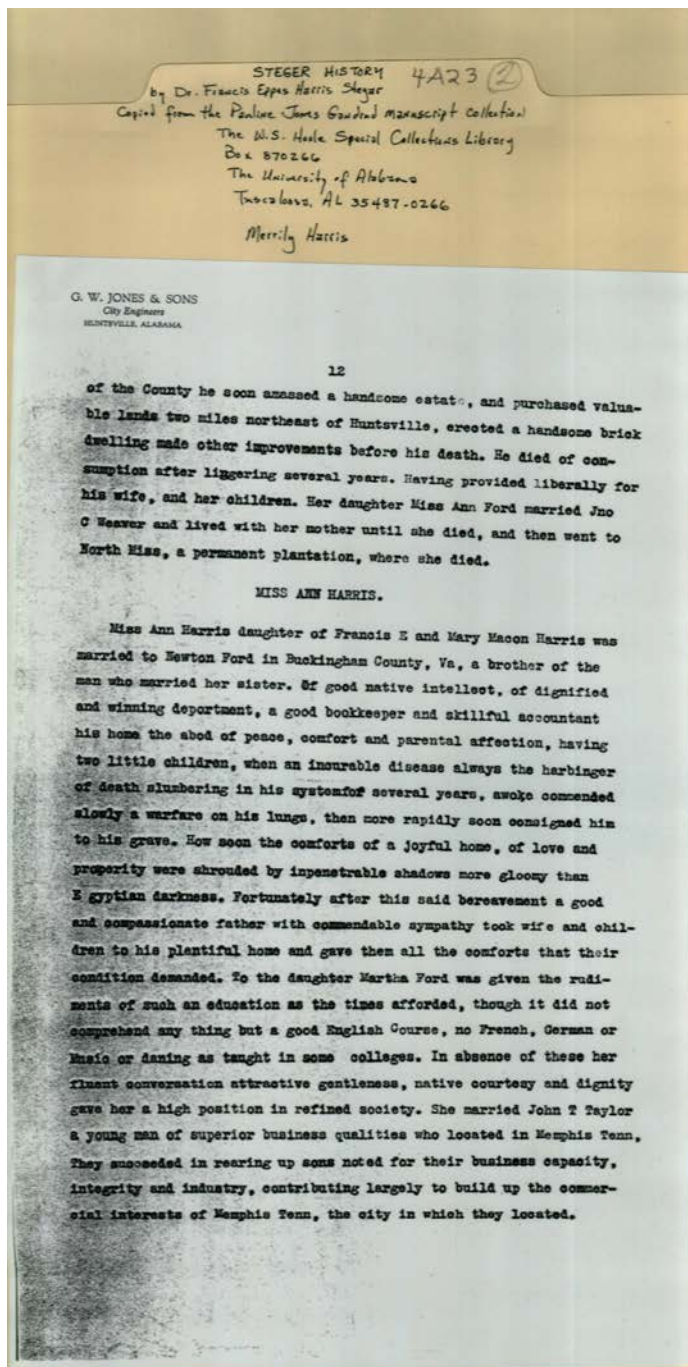 STEGER HISTORY 4A23 2
by Dr. Francis Eppes Harris Steger
Copied from the Pauline Jones Gandrud manuscript collection
The W.S. Hoole Special Collections Library
Box 870266
The University of Alabama
Tuscaloosa, AL 35487-0266
Merrily Harris
G. W. JONES & SONS
City Engineers
HUNTSVILLE, ALABAMA
12
of the County he soon amassed a handsome estate, and purchased valua-
ble lands two miles northeast of Huntsville, erected a handsome brick
dwelling made other improvements before his death. He died of con-
sumption after lingering several years. Having provided liberally for
his wife, and her children. Her daughter Miss Ann Ford married Jno
C Weaver and lived with her mother until she died, and then went to
North Miss, a permanent plantation, where she died.
MISS ANN HARRIS.
Miss Ann Harris daughter of Francis E and Mary Macon Harris was
married to Newton Ford in Buckingham County, Va, a brother of the
man who married her sister. Of good native intellect, of dignified
and winning deportment, a good bookkeeper and skillful accountant
his home the abod of peace, comfort and parental affection, having
two little children, when an incurable disease always the harbinger
of death slumbering in his systemfor several years, awoke commended
slowly a warfare on his lungs, then more rapidly soon consigned him
to his grave. How soon the comforts of a joyful home, of love and
properity were shrouded by inpenetrable shadows more gloomy than
E gyptian darkness. Fortunately after this said bereavement a good
and compassionate father with commendable sympathy took wife and chil-
dren to his plentiful home and gave them all the comforts that their
condition demanded. To the daughter Martha Ford was given the rudi-
ments of such an education as the times afforded, though it did not
comprehend any thing but a good English Course, no French, German or
Music or daning as taught in some colleges. In absence of these her
fluent conversation attractive gentleness, native courtesy and dignity
gave her a high position in refined society. She married John T Taylor
a young man of superior business qualities who located in Memphis Tenn,
They succeeded in rearing up sons noted for their business capacity,
integrity and industry, contributing largely to build up the commer-
cial interests of Memphis Tenn, the city in which they located.